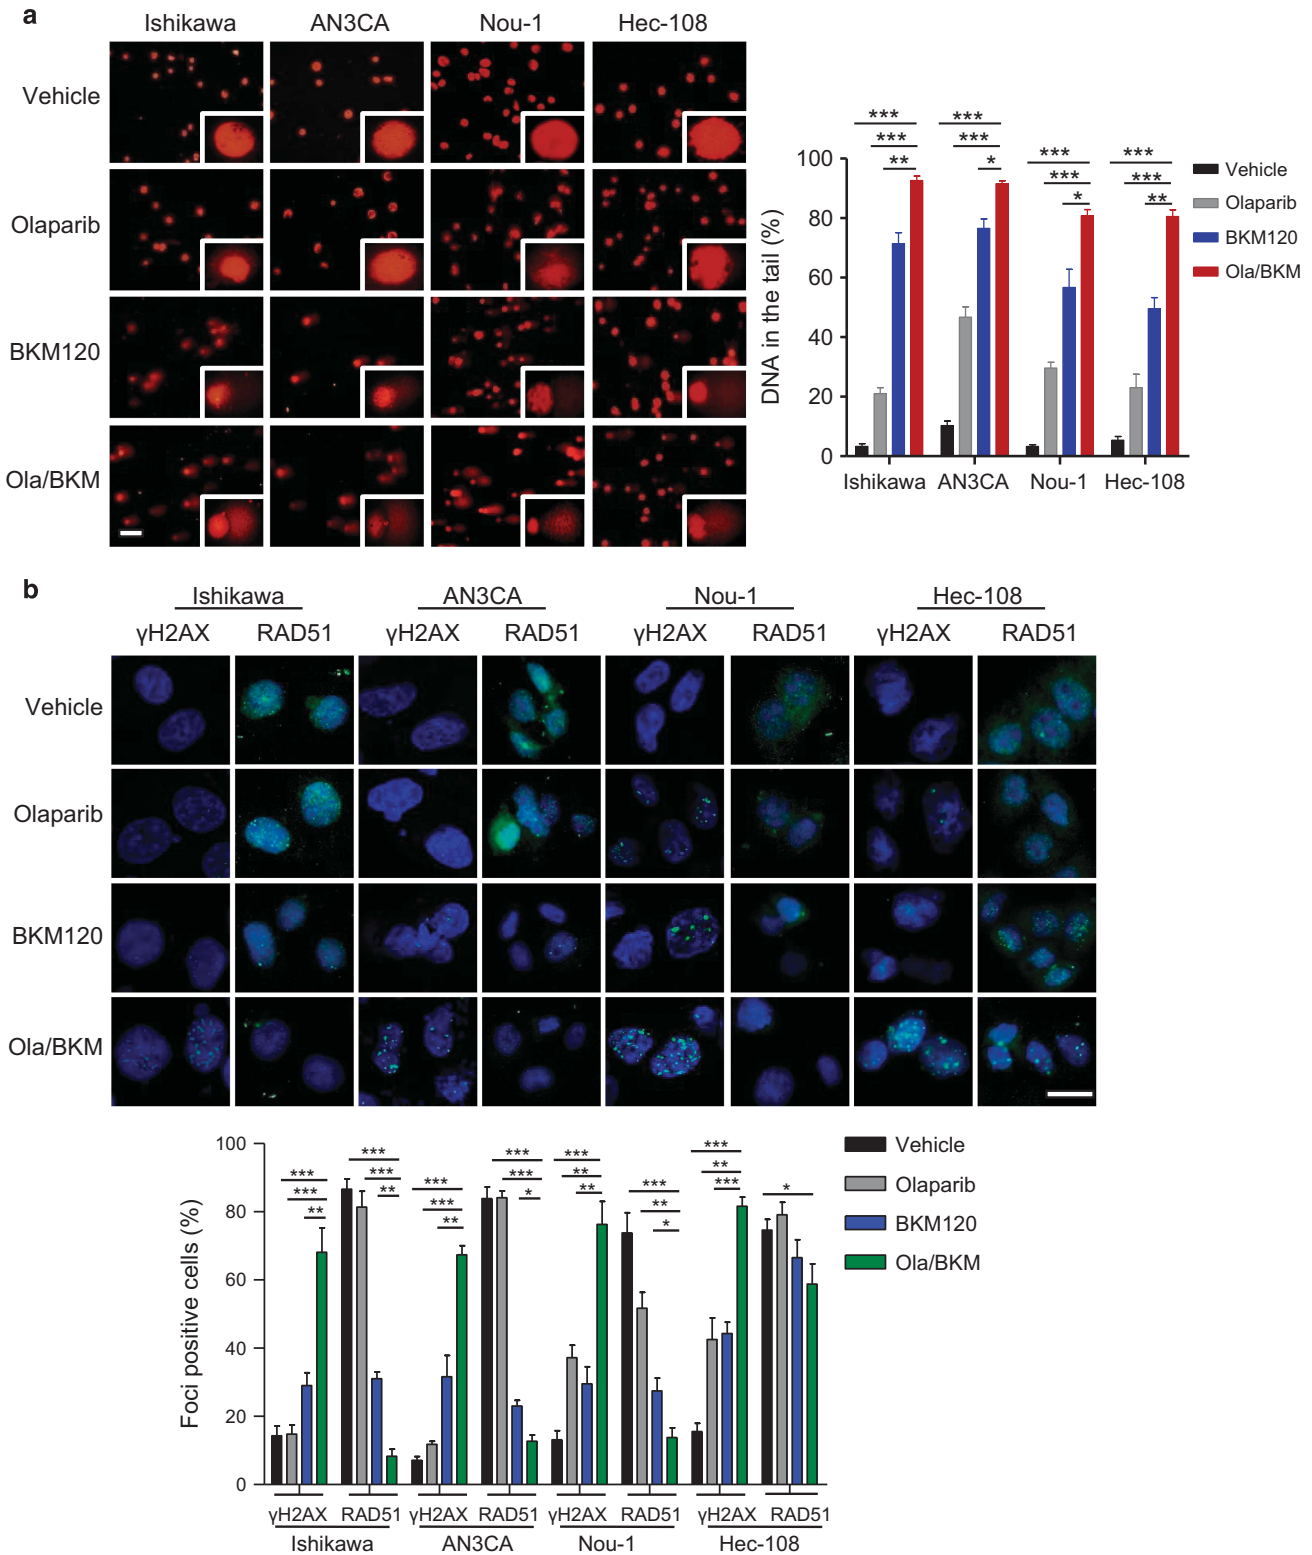 a
Ishikawa AN3CA Nou-1 Hec-108
Vehicle
Olaparib
BKM120
Ola/BKM
*** *** *** ***
*** *** *** ***
** * * **
DNA in the tail (%)
100
80
60
40
20
0
Ishikawa AN3CA Nou-1 Hec-108
Vehicle
Olaparib
BKM120
Ola/BKM
b
Ishikawa AN3CA Nou-1 Hec-108
γH2AX RAD51 γH2AX RAD51 γH2AX RAD51 γH2AX RAD51
Vehicle
Olaparib
BKM120
Ola/BKM
Foci positive cells (%)
100
80
60
40
20
0
*** *** *** *** *** *** *** *
*** *** *** *** ** ** **
** ** ** * ** * ***
γH2AX RAD51 γH2AX RAD51 γH2AX RAD51 γH2AX RAD51
Ishikawa AN3CA Nou-1 Hec-108
Vehicle
Olaparib
BKM120
Ola/BKM